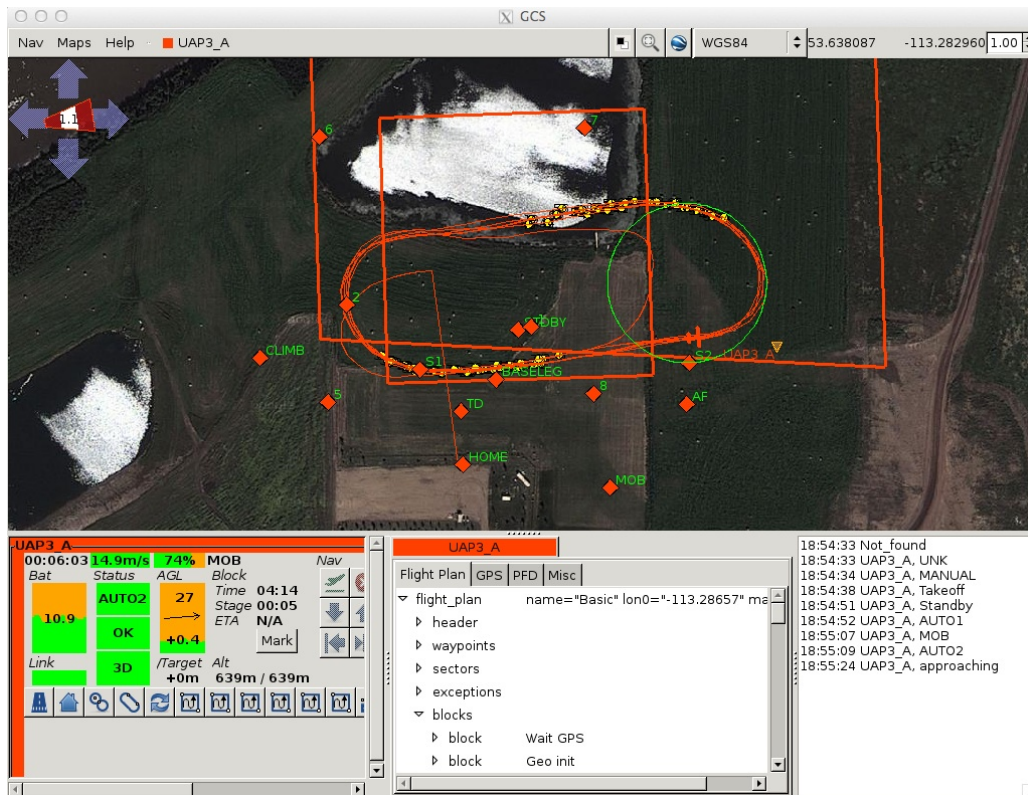 GCS
Nav Maps Help UAP3_A WGS84 53.638087 -113.282960 1.00
1.1
6
7
2
STDBY
1
CLIMB
S1
S2
UAP3_A
BASELEG
5
8
TD
AF
HOME
MOB
UAP3_A
00:06:03 14.9m/s 74% MOB Nav
Bat Status AGL Block
Time 04:14
AUTO2 27 Stage 00:05
10.9 ETA N/A
OK +0.4 Mark
Link /Target Alt
3D +0m 639m / 639m
UAP3_A
Flight Plan GPS PFD Misc
flight_plan name="Basic" lon0="-113.28657" ma
header
waypoints
sectors
exceptions
blocks
block Wait GPS
block Geo init
18:54:33 Not_found
18:54:33 UAP3_A, UNK
18:54:34 UAP3_A, MANUAL
18:54:38 UAP3_A, Takeoff
18:54:51 UAP3_A, Standby
18:54:52 UAP3_A, AUTO1
18:55:07 UAP3_A, MOB
18:55:09 UAP3_A, AUTO2
18:55:24 UAP3_A, approaching